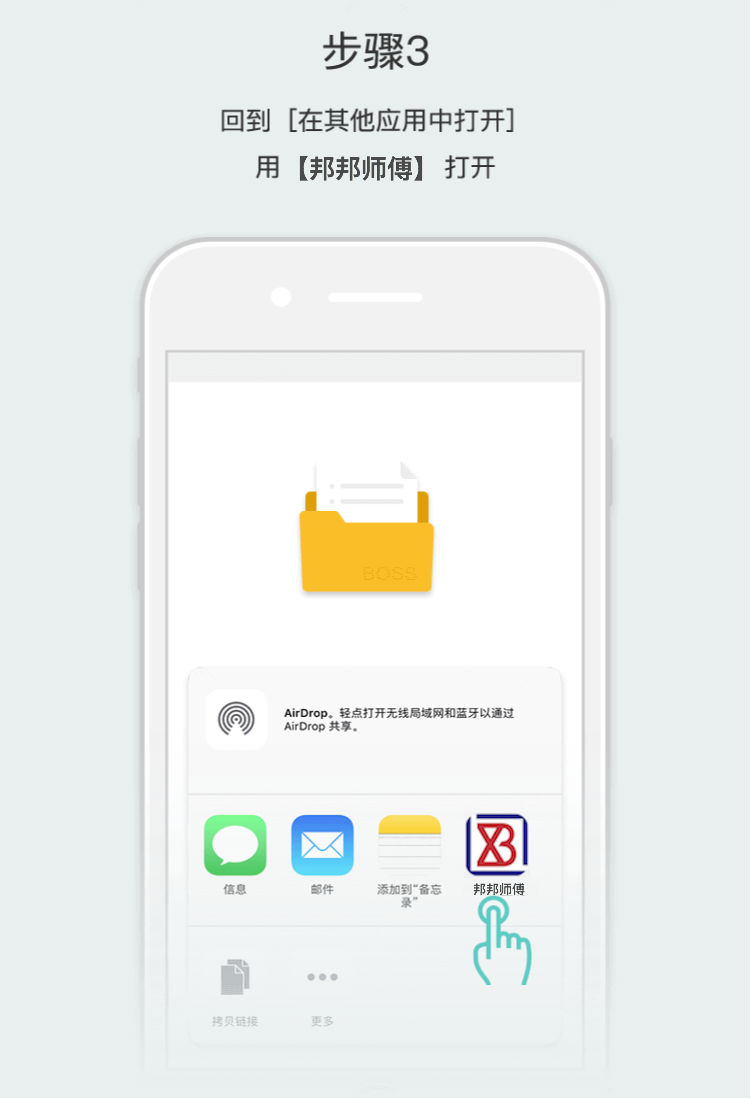 步骤3
回到［在其他应用中打开］
用【邦邦师傅】打开
BOSS
AirDrop。轻点打开无线局域网和蓝牙以通过
AirDrop 共享。
信息
邮件
添加到“备忘
录”
邦邦师傅
拷贝链接
更多